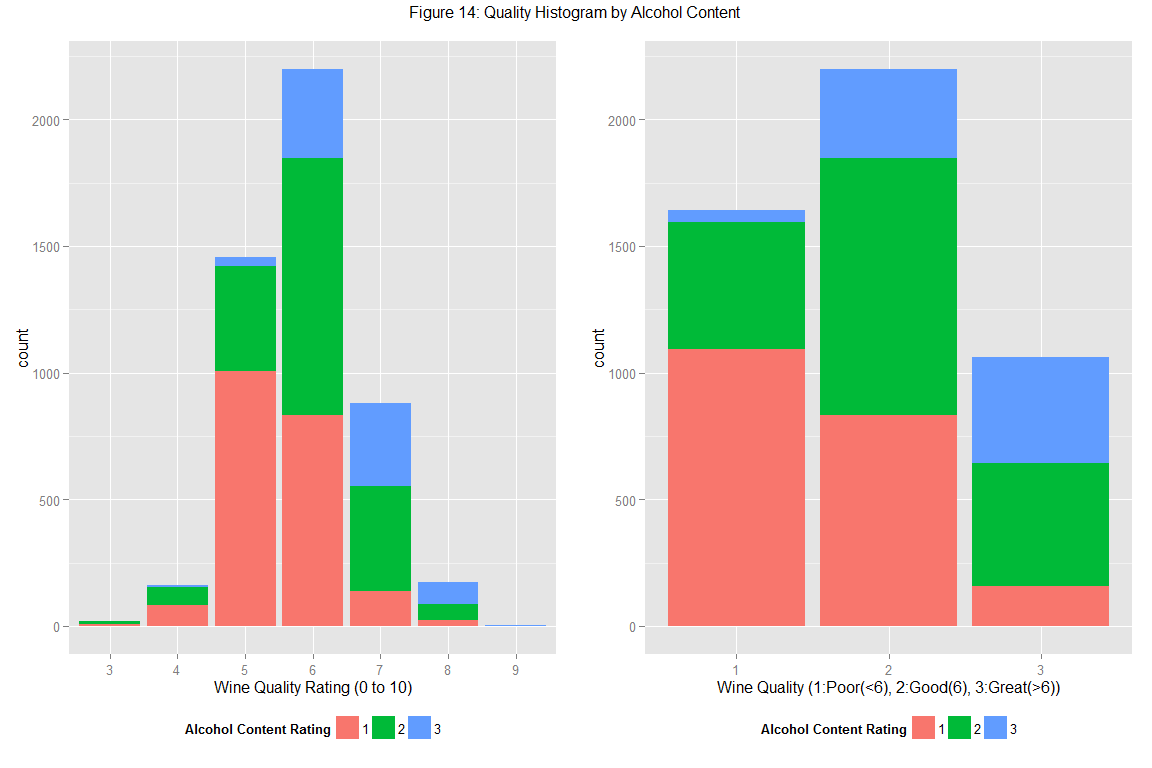 Figure 14: Quality Histogram by Alcohol Content
count
2000
1500
1000
500
0
3 4 5 6 7 8 9
Wine Quality Rating (0 to 10)
Alcohol Content Rating 1 2 3
count
2000
1500
1000
500
0
1 2 3
Wine Quality (1:Poor(<6), 2:Good(6), 3:Great(>6))
Alcohol Content Rating 1 2 3